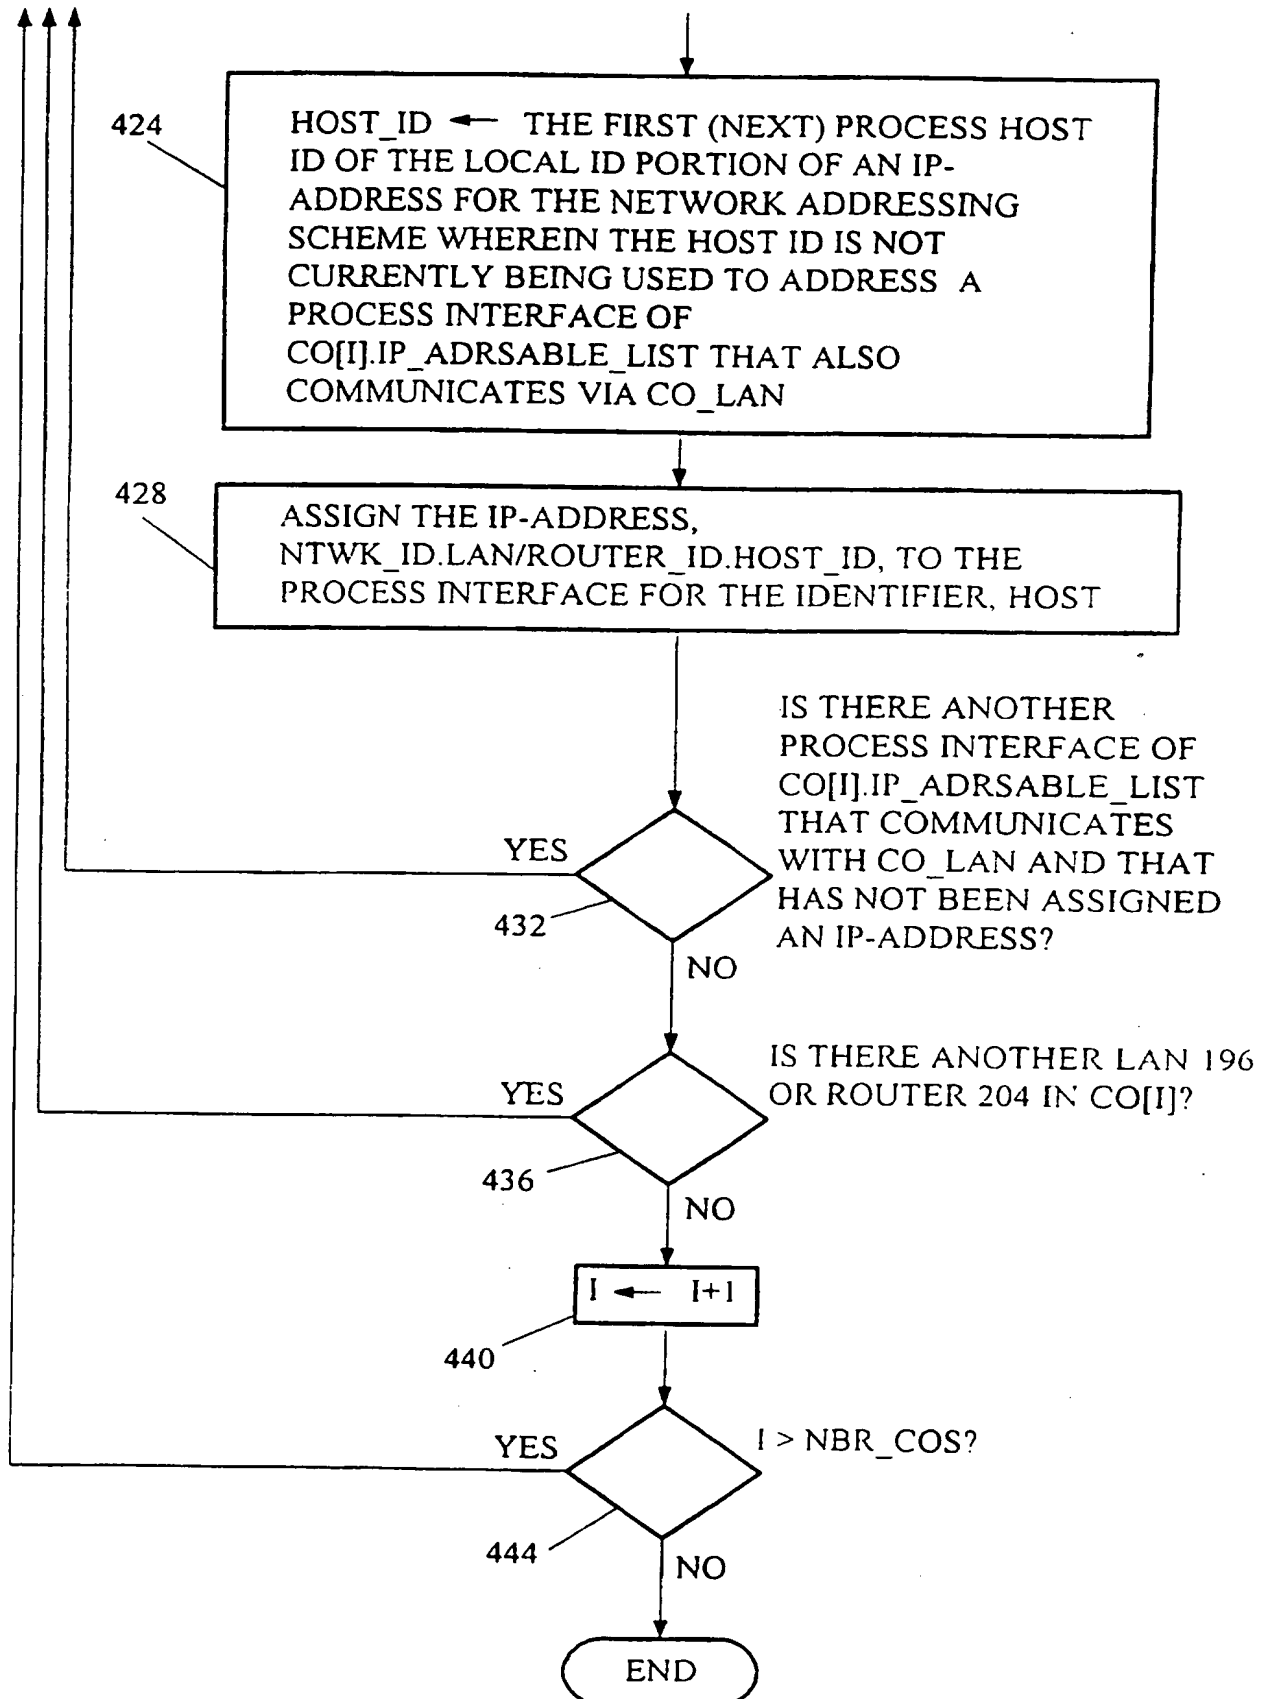 424
HOST_ID ← THE FIRST (NEXT) PROCESS HOST
ID OF THE LOCAL ID PORTION OF AN IP-
ADDRESS FOR THE NETWORK ADDRESSING
SCHEME WHEREIN THE HOST ID IS NOT
CURRENTLY BEING USED TO ADDRESS A
PROCESS INTERFACE OF
CO[I].IP_ADRSABLE_LIST THAT ALSO
COMMUNICATES VIA CO_LAN
428
ASSIGN THE IP-ADDRESS,
NTWK_ID.LAN/ROUTER_ID.HOST_ID, TO THE
PROCESS INTERFACE FOR THE IDENTIFIER, HOST
IS THERE ANOTHER
PROCESS INTERFACE OF
CO[I].IP_ADRSABLE_LIST
THAT COMMUNICATES
WITH CO_LAN AND THAT
HAS NOT BEEN ASSIGNED
AN IP-ADDRESS?
YES
432
NO
IS THERE ANOTHER LAN 196
OR ROUTER 204 IN CO[I]?
YES
436
NO
I ← I+1
440
I > NBR_COS?
YES
444
NO
END